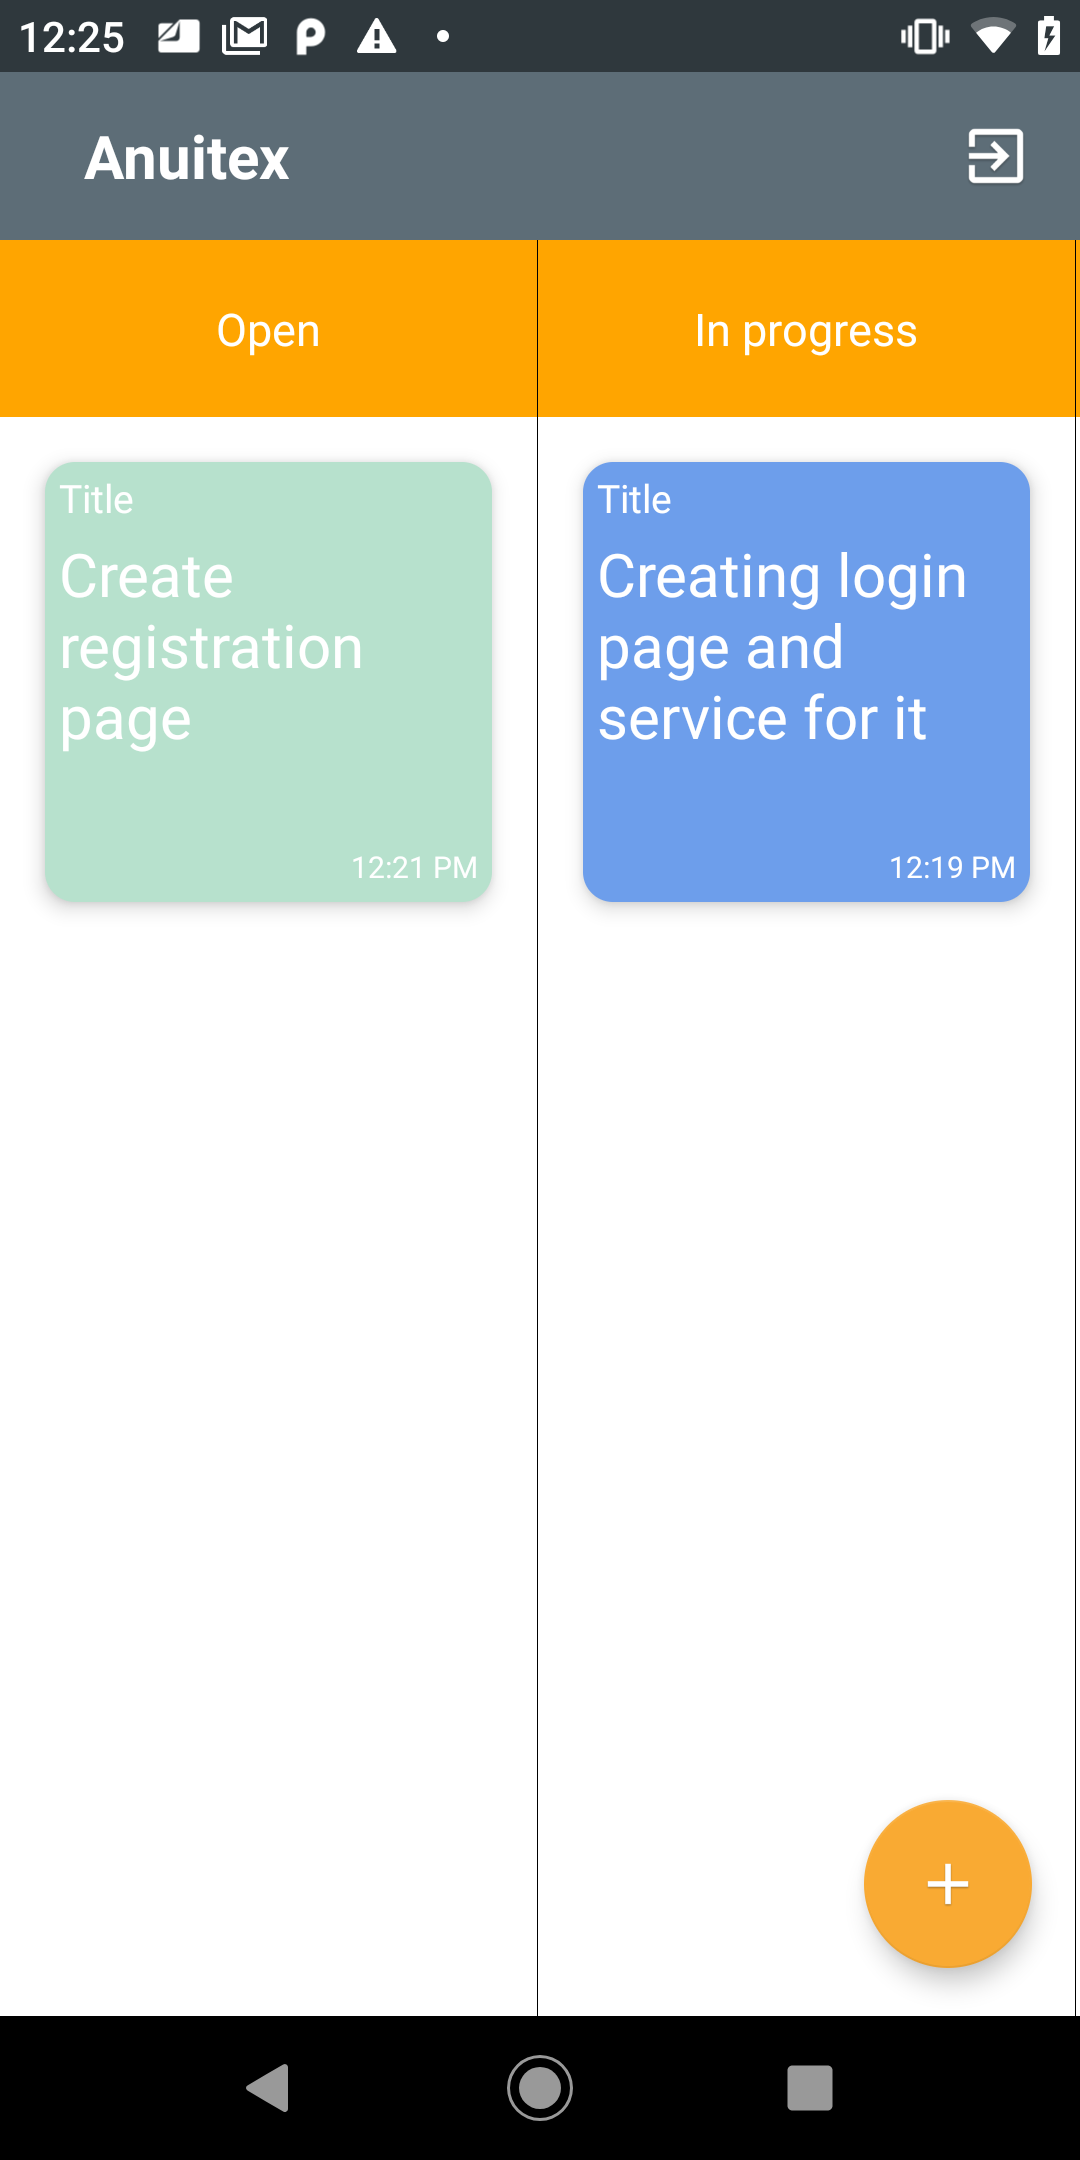 12:25
Anuitex
Open
In progress
Title
Create
registration
page
12:21 PM
Title
Creating login
page and
service for it
12:19 PM